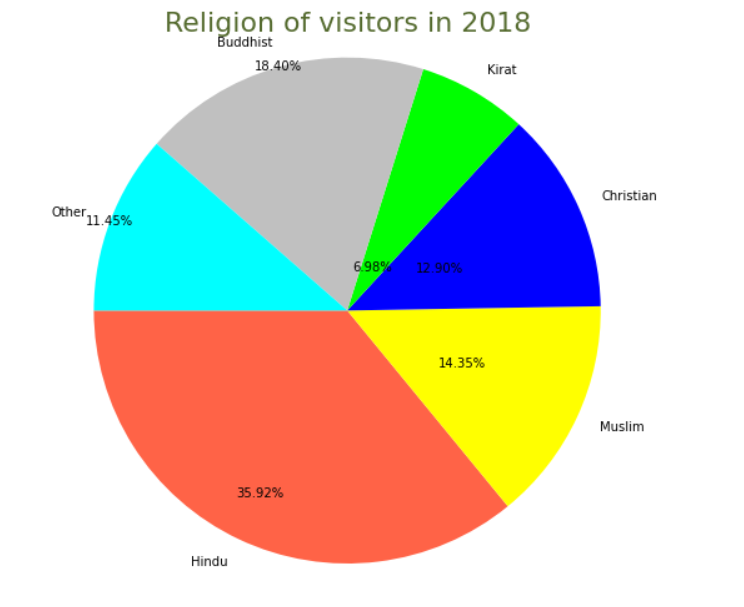 Religion of visitors in 2018
Buddhist
18.40%
Kirat
Christian
Other
11.45%
6.98%
12.90%
14.35%
Muslim
35.92%
Hindu